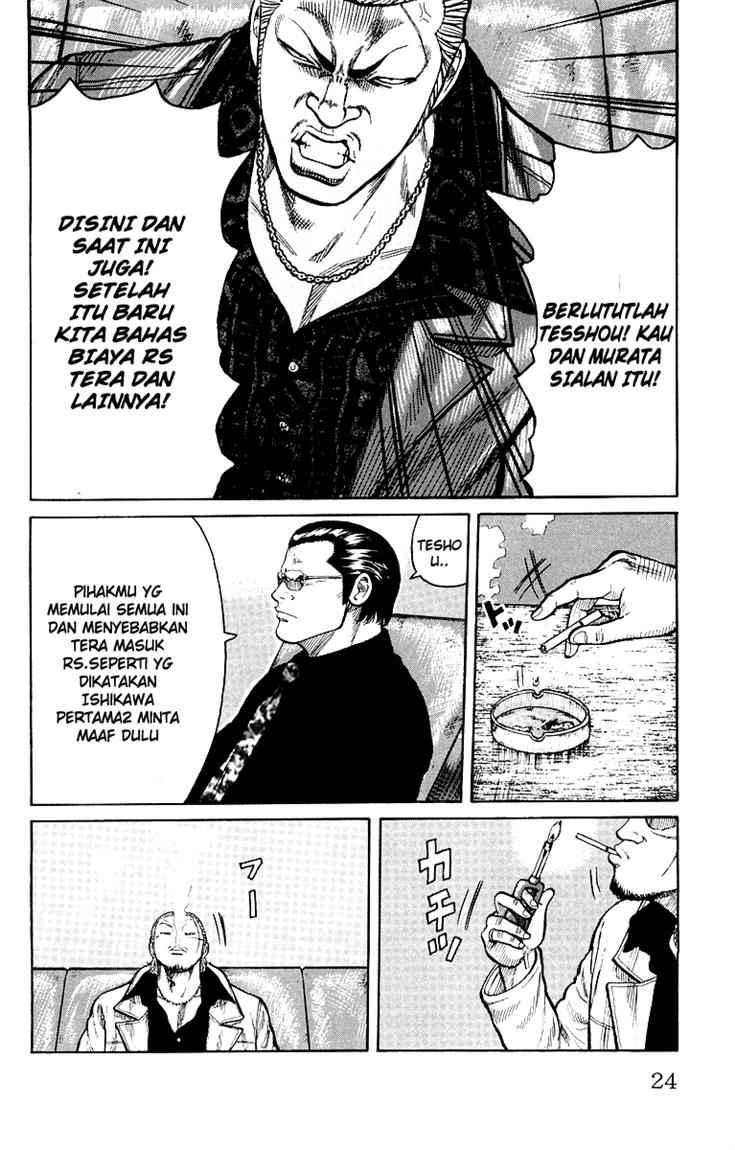 BERLUTUTLAH
TESSHOU! KAU
DAN MURATA
SIALAN ITU!
DISINI DAN
SAAT INI
JUGA!
SETELAH
ITU BARU
KITA BAHAS
BIAYA RS
TERA DAN
LAINNYA!
ドッ
TESHO
U..
PIHAKMU YG
MEMULAI SEMUA INI
DAN MENYEBABKAN
TERA MASUK
RS.SEPERTI YG
DIKATAKAN
ISHIKAWA
PERTAMA2 MINTA
MAAF DULU
カチッ
フー
24